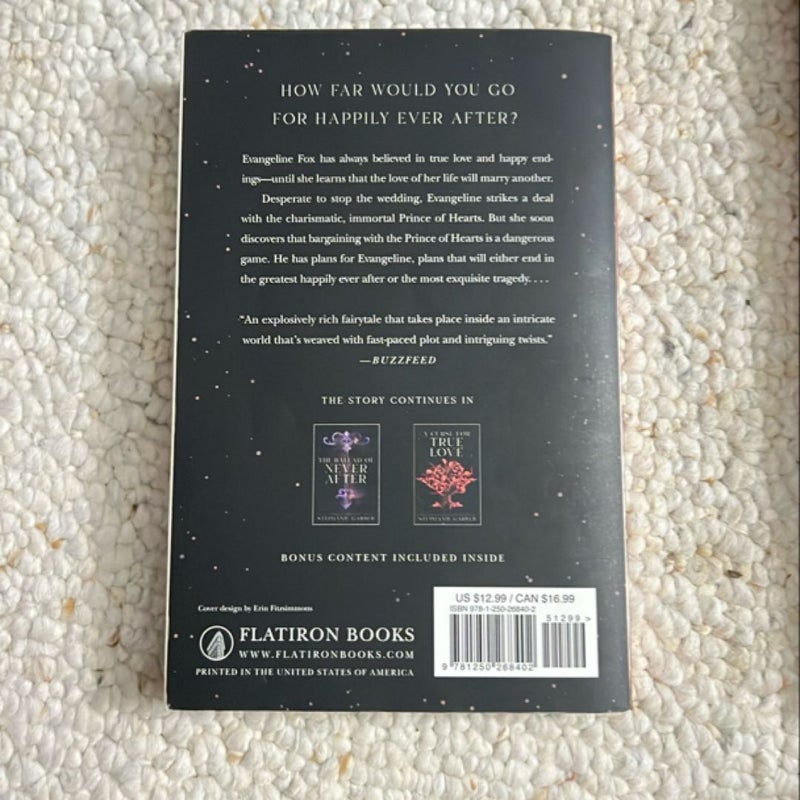 HOW FAR WOULD YOU GO
FOR HAPPILY EVER AFTER?
Evangeline Fox has always believed in true love and happy end-
ings—until she learns that the love of her life will marry another.
Desperate to stop the wedding, Evangeline strikes a deal
with the charismatic, immortal Prince of Hearts. But she soon
discovers that bargaining with the Prince of Hearts is a dangerous
game. He has plans for Evangeline, plans that will either end in
the greatest happily ever after or the most exquisite tragedy. . . .
"An explosively rich fairytale that takes place inside an intricate
world that's weaved with fast-paced plot and intriguing twists."
—BUZZFEED
THE STORY CONTINUES IN
THE BALLAD OF
NEVER
AFTER
STEPHANIE GARBER
A CURSE FOR
TRUE
LOVE
STEPHANIE GARBER
BONUS CONTENT INCLUDED INSIDE
Cover design by Erin Fitzsimmons
FLATIRON BOOKS
WWW.FLATIRONBOOKS.COM
PRINTED IN THE UNITED STATES OF AMERICA
US $12.99 / CAN $16.99
ISBN 978-1-250-26840-2
51299>
9 781250 268402